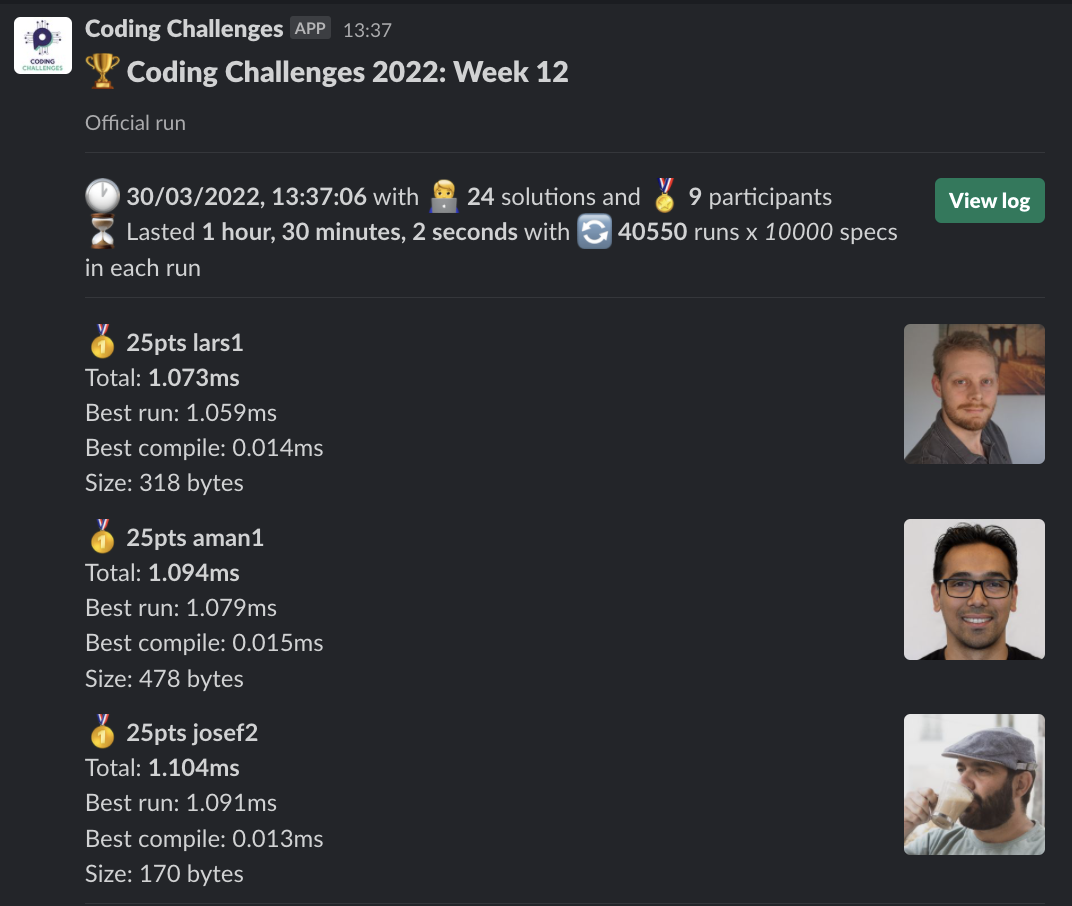 Coding Challenges APP 13:37
CODING
CHALLENGES
Coding Challenges 2022: Week 12
Official run
30/03/2022, 13:37:06 with 24 solutions and 9 participants
View log
Lasted 1 hour, 30 minutes, 2 seconds with 40550 runs x 10000 specs
in each run
25pts lars1
Total: 1.073ms
Best run: 1.059ms
Best compile: 0.014ms
Size: 318 bytes
25pts aman1
Total: 1.094ms
Best run: 1.079ms
Best compile: 0.015ms
Size: 478 bytes
25pts josef2
Total: 1.104ms
Best run: 1.091ms
Best compile: 0.013ms
Size: 170 bytes